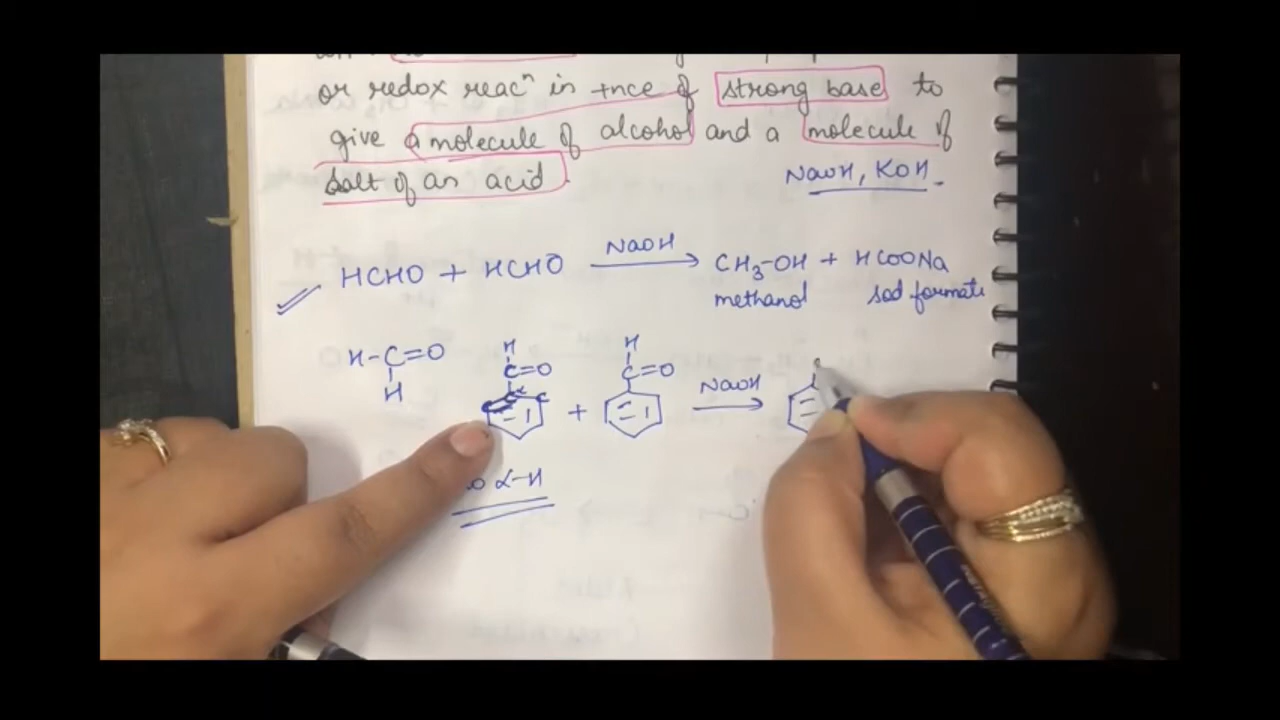 or redox reacⁿ in +nce of strong base to
give a molecule of alcohol and a molecule of
salt of an acid
NaOH, KOH
HCHO + HCHO NaOH → CH₃-OH + HCOONa
methanol sod formate
H-C=O
H
H
C=O
+
H
C=O
NaOH →
α-H